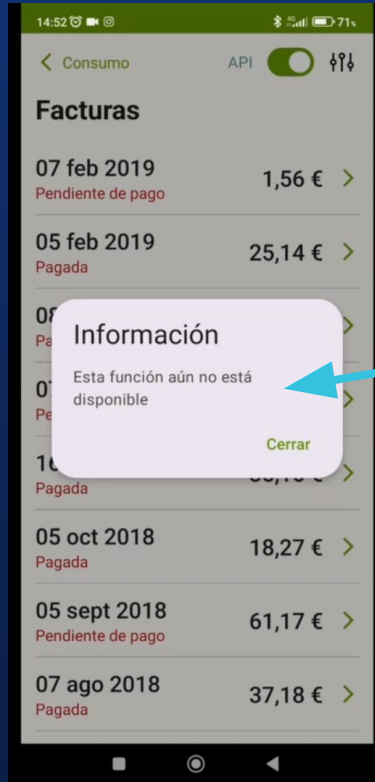 14:52
71%
Consumo
API
Facturas
07 feb 2019
1,56 €
Pendiente de pago
05 feb 2019
25,14 €
Pagada
Información
Esta función aún no está
disponible
Cerrar
Pagada
05 oct 2018
18,27 €
Pagada
05 sept 2018
61,17 €
Pendiente de pago
07 ago 2018
37,18 €
Pagada